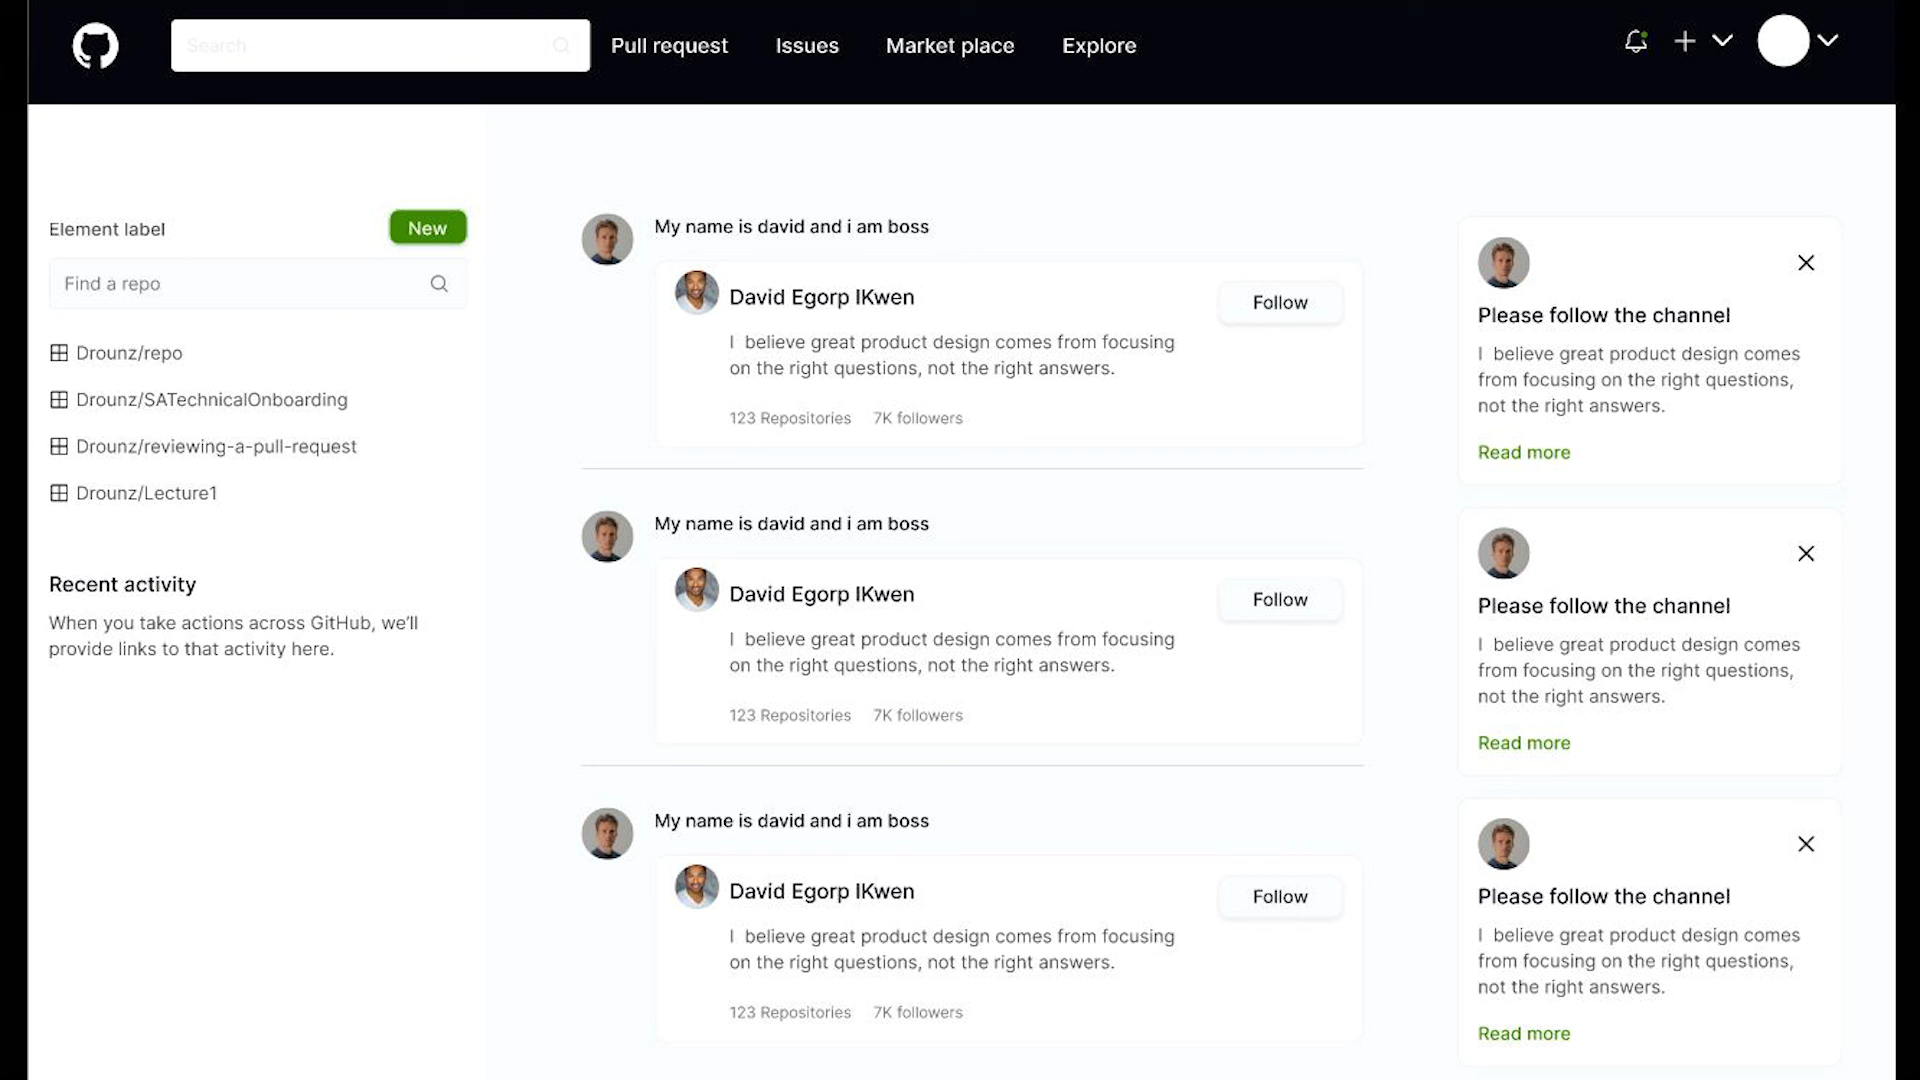 Search
Pull request
Issues
Market place
Explore
Element label
New
Find a repo
Drounz/repo
Drounz/SATechnicalOnboarding
Drounz/reviewing-a-pull-request
Drounz/Lecture1
Recent activity
When you take actions across GitHub, we'll
provide links to that activity here.
My name is david and i am boss
David Egorp IKwen
Follow
I believe great product design comes from focusing
on the right questions, not the right answers.
123 Repositories 7K followers
My name is david and i am boss
David Egorp IKwen
Follow
I believe great product design comes from focusing
on the right questions, not the right answers.
123 Repositories 7K followers
My name is david and i am boss
David Egorp IKwen
Follow
I believe great product design comes from focusing
on the right questions, not the right answers.
123 Repositories 7K followers
Please follow the channel
I believe great product design comes
from focusing on the right questions,
not the right answers.
Read more
Please follow the channel
I believe great product design comes
from focusing on the right questions,
not the right answers.
Read more
Please follow the channel
I believe great product design comes
from focusing on the right questions,
not the right answers.
Read more